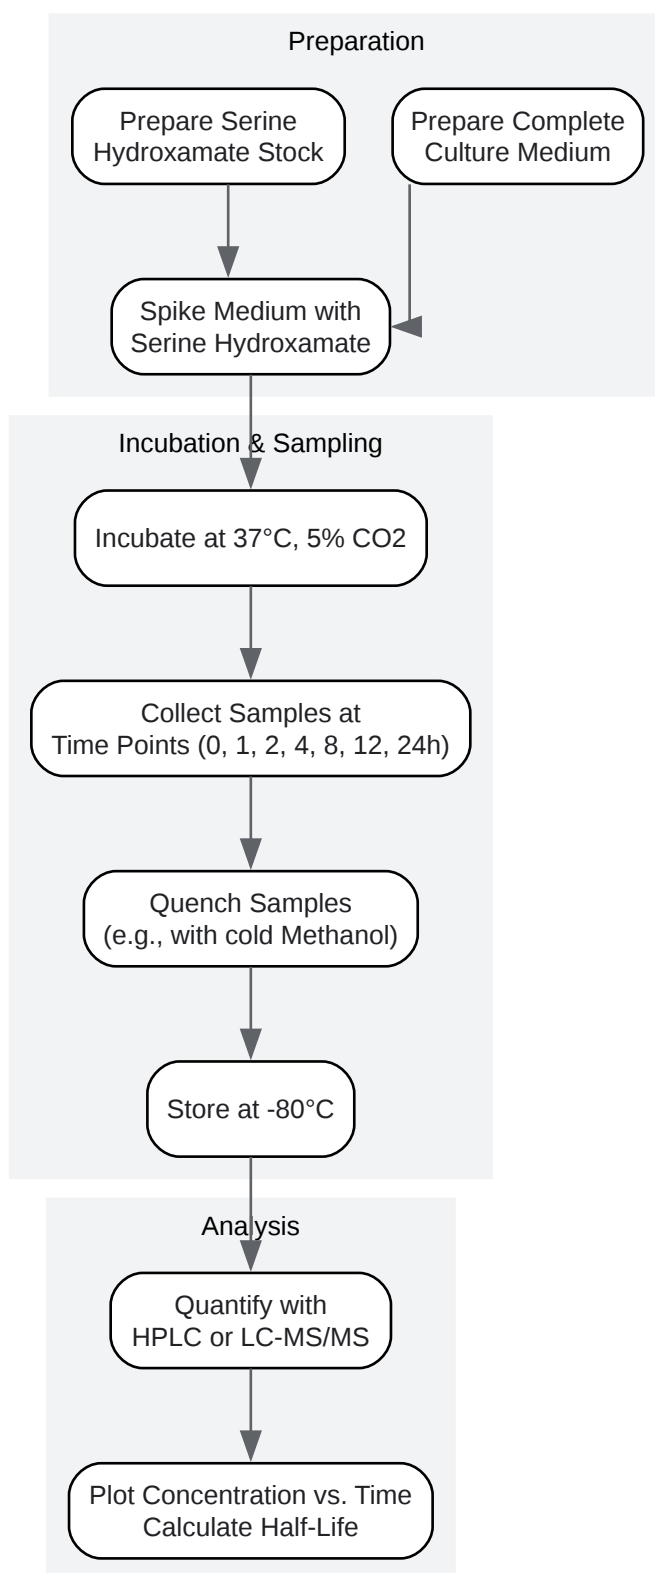 Preparation
Prepare Serine
Hydroxamate Stock
Prepare Complete
Culture Medium
Spike Medium with
Serine Hydroxamate
Incubation & Sampling
Incubate at 37°C, 5% CO2
Collect Samples at
Time Points (0, 1, 2, 4, 8, 12, 24h)
Quench Samples
(e.g., with cold Methanol)
Store at -80°C
Analysis
Quantify with
HPLC or LC-MS/MS
Plot Concentration vs. Time
Calculate Half-Life